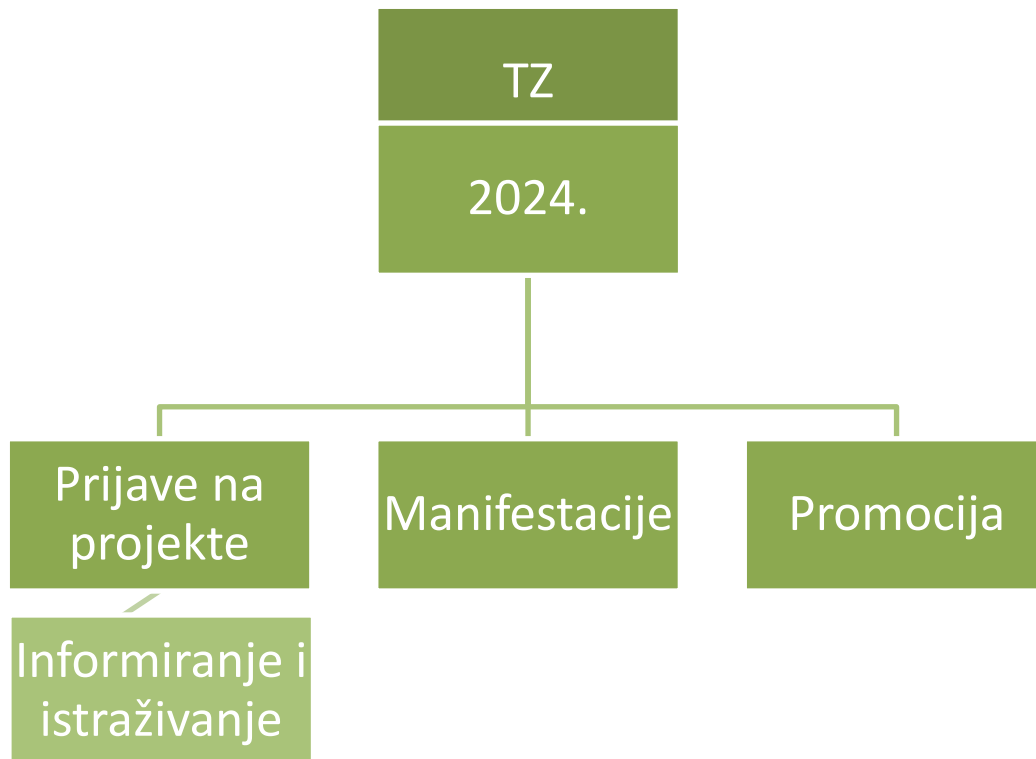 TZ
2024.
Prijave na
projekte
Manifestacije
Promocija
Informiranje i
istraživanje